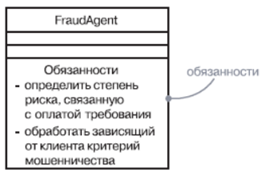 FraudAgent
Обязанности
- определить степень
риска, связанную
с оплатой требования
- обработать зависящий
от клиента критерий
мошенничества
обязанности